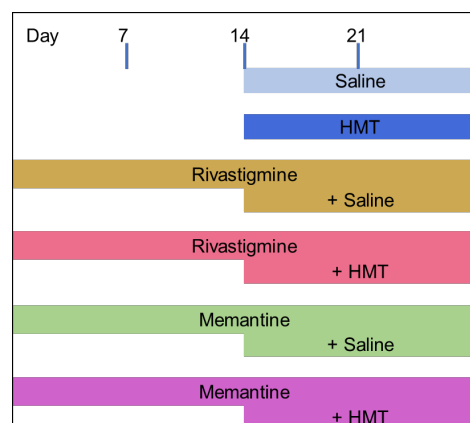 Day 7 14 21
Saline
HMT
Rivastigmine
+ Saline
Rivastigmine
+ HMT
Memantine
+ Saline
Memantine
+ HMT